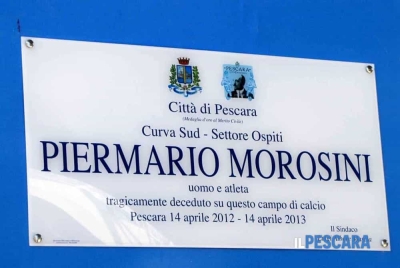 PESCARA
Città di Pescara
(Medaglia d'oro al Merito Civile)
Curva Sud - Settore Ospiti
PIERMARIO MOROSINI
uomo e atleta
tragicamente deceduto su questo campo di calcio
Pescara 14 aprile 2012 - 14 aprile 2013
Il Sindaco
ILPESCARA